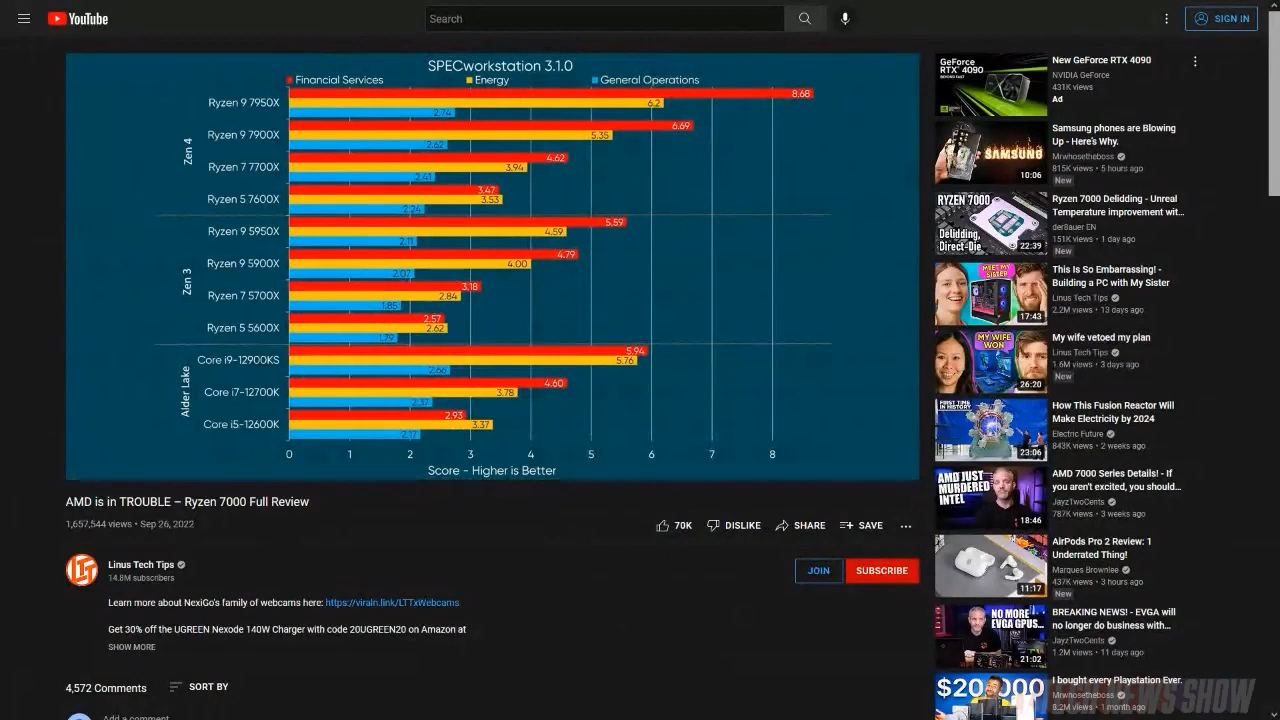 YouTube
Search
SIGN IN
SPECworkstation 3.1.0
Financial Services
Energy
General Operations
Zen 4
Ryzen 9 7950X
8.68
6.2
2.74
Ryzen 9 7900X
6.69
5.35
2.62
Ryzen 7 7700X
4.62
3.94
2.41
Ryzen 5 7600X
3.47
3.53
2.24
Zen 3
Ryzen 9 5950X
5.59
4.59
2.11
Ryzen 9 5900X
4.79
4.00
2.07
Ryzen 7 5700X
3.18
2.84
1.85
Ryzen 5 5600X
2.57
2.62
1.79
Alder Lake
Core i9-12900KS
5.94
5.76
2.66
Core i7-12700K
4.60
3.78
2.37
Core i5-12600K
2.93
3.37
2.17
0 1 2 3 4 5 6 7 8
Score - Higher is Better
AMD is in TROUBLE – Ryzen 7000 Full Review
1,657,544 views • Sep 26, 2022
70K
DISLIKE
SHARE
SAVE
LTT
Linus Tech Tips
14.8M subscribers
JOIN
SUBSCRIBE
Learn more about NexiGo's family of webcams here: https://viraln.link/LTTxWebcams
Get 30% off the UGREEN Nexode 140W Charger with code 20UGREEN20 on Amazon at
SHOW MORE
4,572 Comments
SORT BY
Add a comment
GEFORCE
RTX 4090
New GeForce RTX 4090
NVIDIA GeForce
431K views
Ad
SAMSUNG
10:06
Samsung phones are Blowing
Up - Here's Why.
Mrwhosetheboss
815K views • 5 hours ago
New
RYZEN 7000
Delidding,
Direct-Die
22:39
Ryzen 7000 Delidding - Unreal
Temperature improvement wit...
der8auer EN
151K views • 1 day ago
New
MEET MY
SISTER
17:43
This Is So Embarrassing! -
Building a PC with My Sister
Linus Tech Tips
2.2M views • 13 days ago
MY WIFE
WON
26:20
My wife vetoed my plan
Linus Tech Tips
1.6M views • 3 days ago
New
FIRST TIME
IN HISTORY
23:06
How This Fusion Reactor Will
Make Electricity by 2024
Electric Future
843K views • 2 weeks ago
AMD JUST
MURDERED
INTEL
18:46
AMD 7000 Series Details! - If
you aren't excited, you should...
JayzTwoCents
787K views • 3 weeks ago
11:17
AirPods Pro 2 Review: 1
Underrated Thing!
Marques Brownlee
437K views • 3 hours ago
New
NO MORE
EVGA GPUS...
21:02
BREAKING NEWS! - EVGA will
no longer do business with...
JayzTwoCents
1.2M views • 11 days ago
$20,000
I bought every Playstation Ever.
Mrwhosetheboss
8.2M views • 1 month ago
NEWS SHOW